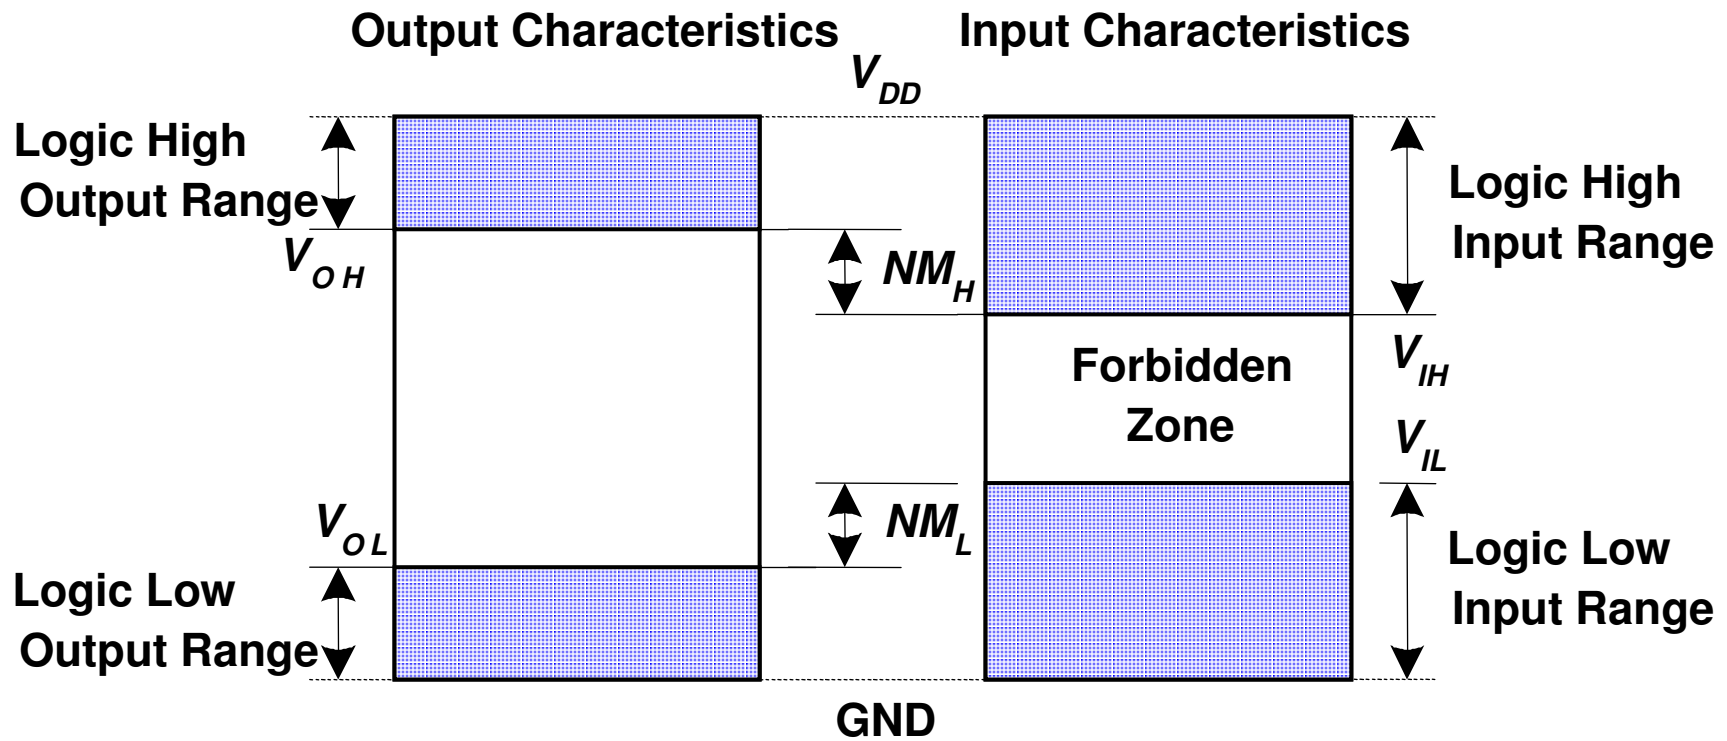 Output Characteristics
Input Characteristics
V_DD
Logic High
Output Range
V_OH
NM_H
Logic High
Input Range
Forbidden
Zone
V_IH
V_IL
V_OL
NM_L
Logic Low
Output Range
Logic Low
Input Range
GND